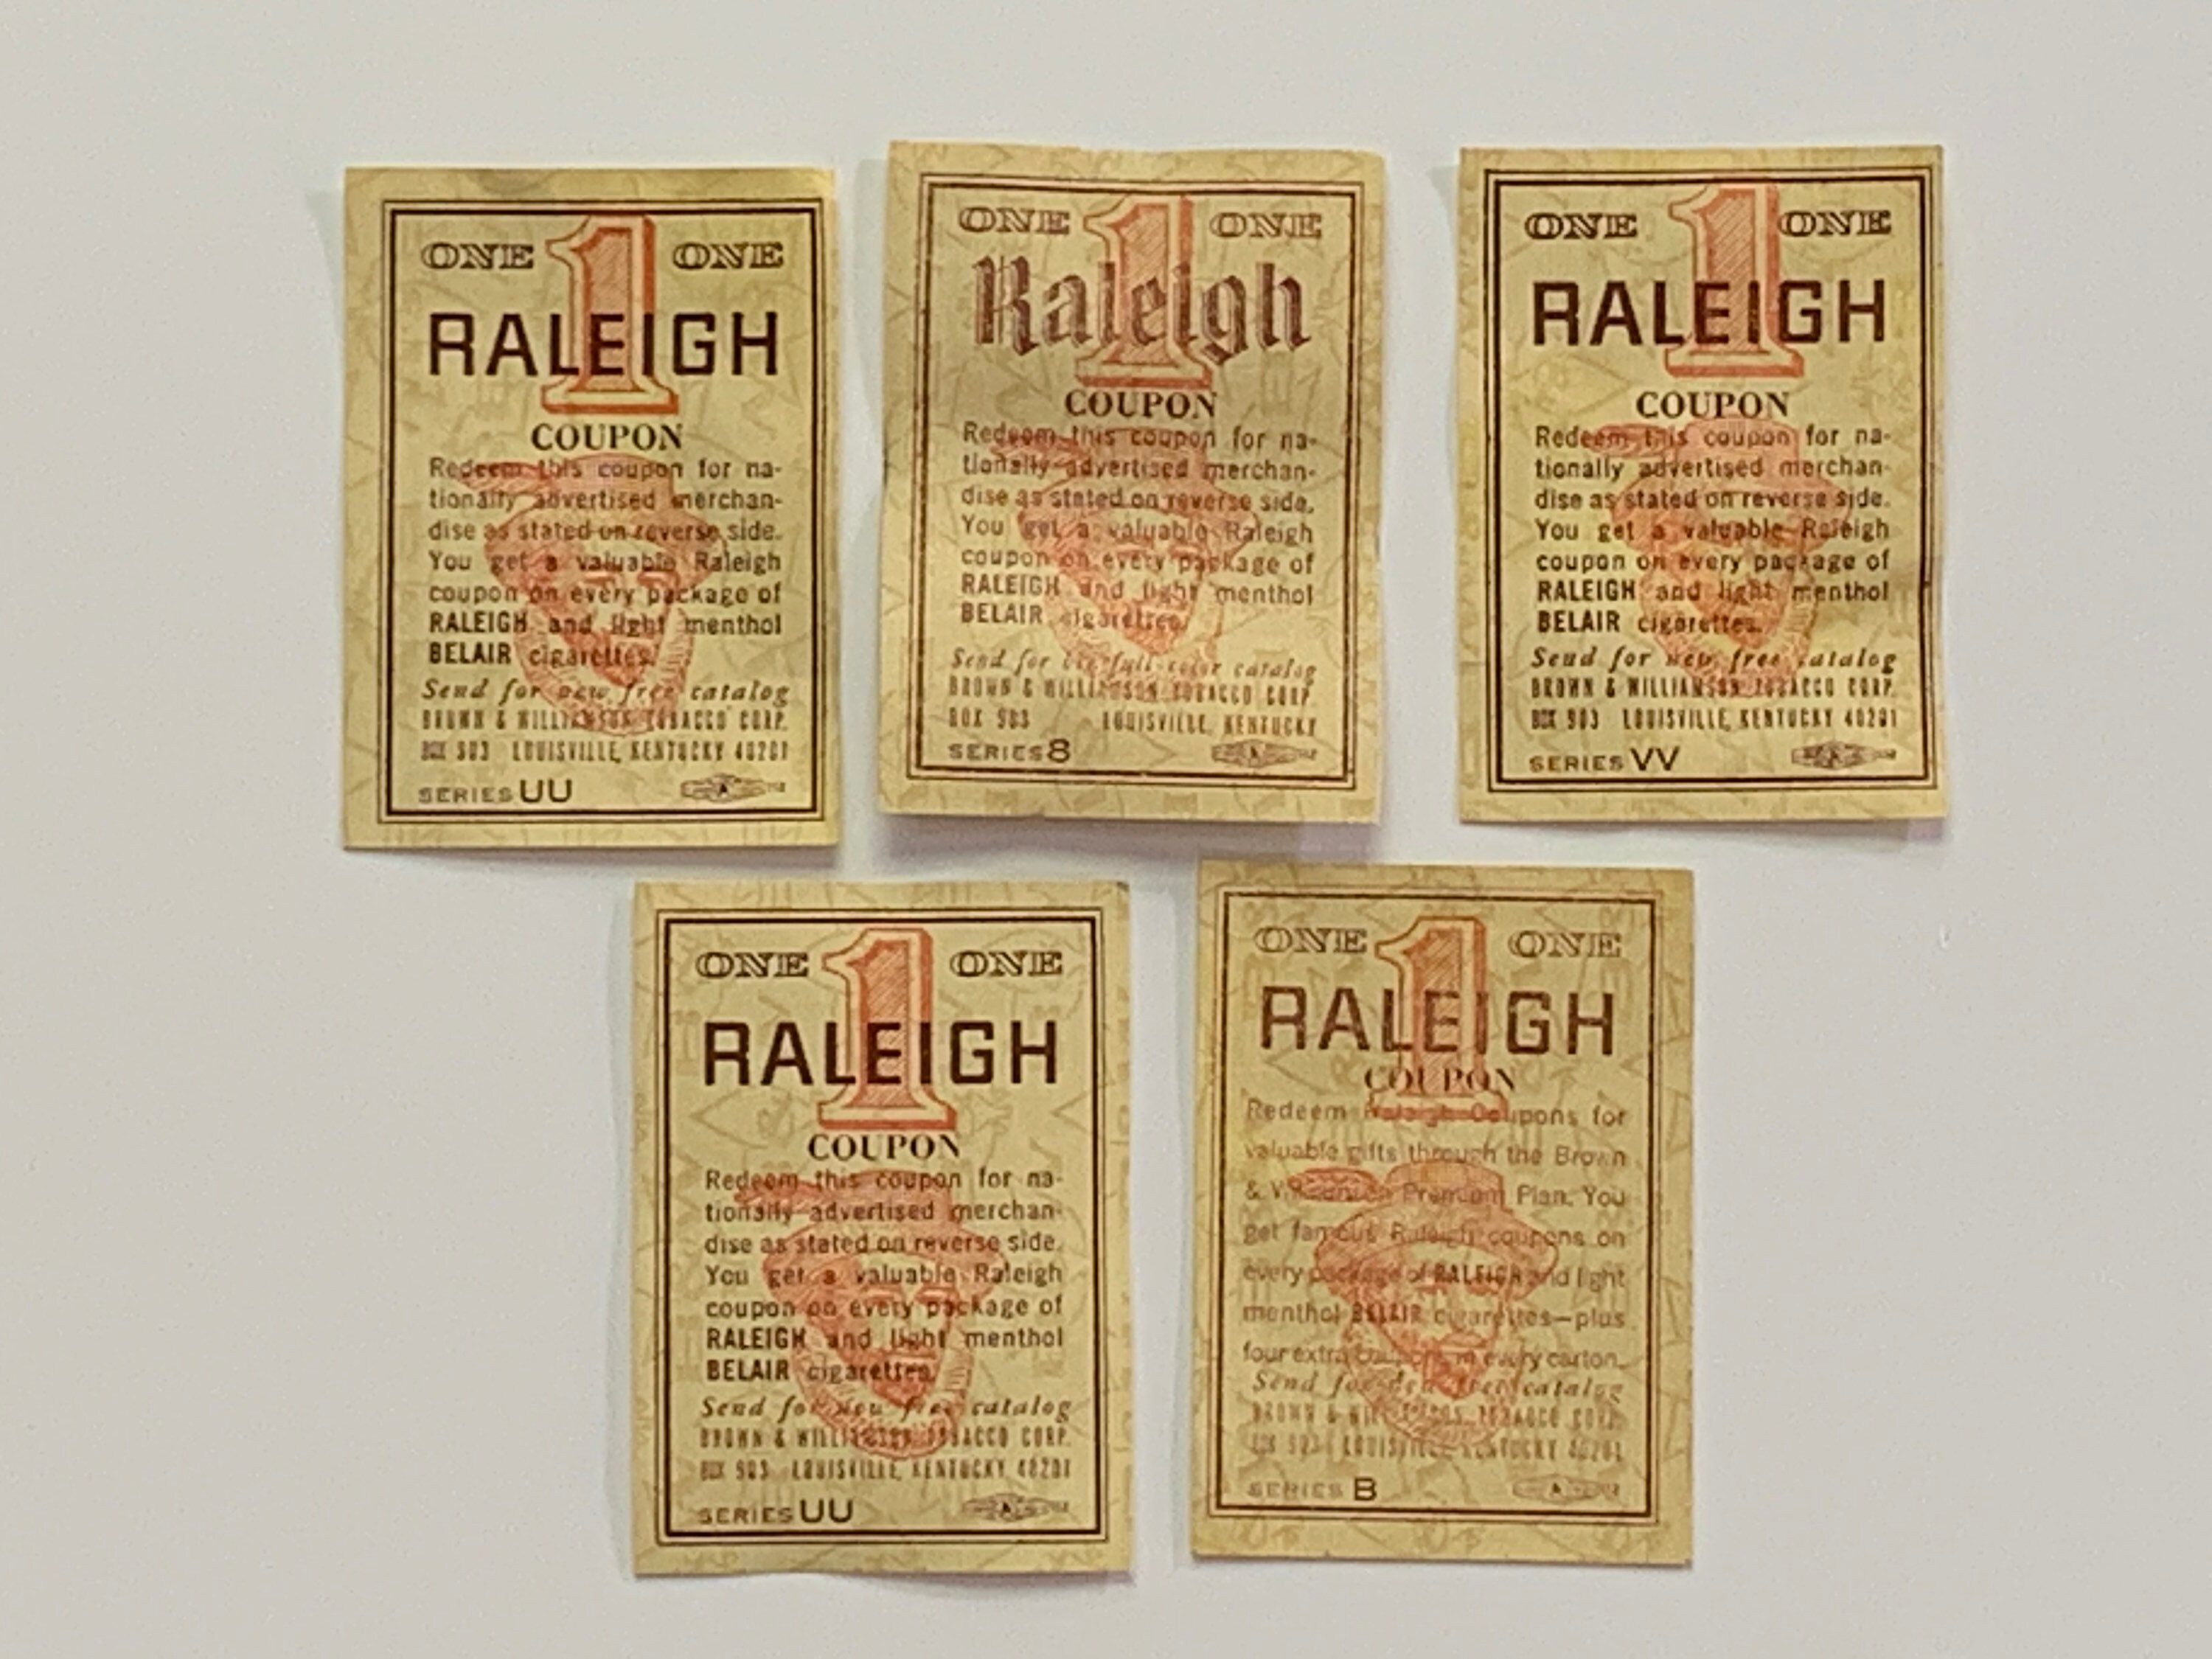 ONE 1 ONE
RALEIGH
COUPON
Redeem this coupon for na-
tionally advertised merchan-
dise as stated on reverse side.
You get a valuable Raleigh
coupon on every package of
RALEIGH and light menthol
BELAIR cigarettes.
Send for new free catalog
BROWN & WILLIAMSON TOBACCO CORP.
BOX 903 LOUISVILLE, KENTUCKY 40201
SERIES UU
ONE 1 ONE
Raleigh
COUPON
Redeem this coupon for na-
tionally advertised merchan-
dise as stated on reverse side.
You get a valuable Raleigh
coupon on every package of
RALEIGH and light menthol
BELAIR cigarettes.
Send for full-color catalog
BROWN & WILLIAMSON TOBACCO CORP.
BOX 903 LOUISVILLE, KENTUCKY
SERIES 8
ONE 1 ONE
RALEIGH
COUPON
Redeem this coupon for na-
tionally advertised merchan-
dise as stated on reverse side.
You get a valuable Raleigh
coupon on every package of
RALEIGH and light menthol
BELAIR cigarettes.
Send for new free catalog
BROWN & WILLIAMSON TOBACCO CORP.
BOX 903 LOUISVILLE, KENTUCKY 40201
SERIES VV
ONE 1 ONE
RALEIGH
COUPON
Redeem this coupon for na-
tionally advertised merchan-
dise as stated on reverse side.
You get a valuable Raleigh
coupon on every package of
RALEIGH and light menthol
BELAIR cigarettes.
Send for new free catalog
BROWN & WILLIAMSON TOBACCO CORP.
BOX 903 LOUISVILLE, KENTUCKY 40201
SERIES UU
ONE 1 ONE
RALEIGH
COUPON
Redeem Raleigh Coupons for
valuable gifts through the Brown
& Williamson Premium Plan. You
get famous Raleigh coupons on
every package of RALEIGH and light
menthol BELAIR cigarettes—plus
four extra coupons in every carton.
Send for new free catalog
BROWN & WILLIAMSON TOBACCO CORP.
BOX 903 LOUISVILLE, KENTUCKY 40201
SERIES B